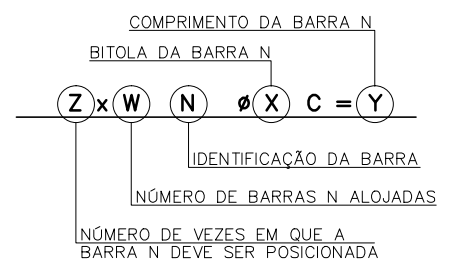 COMPRIMENTO DA BARRA N
BITOLA DA BARRA N
Z x W N ø X C = Y
IDENTIFICAÇÃO DA BARRA
NÚMERO DE BARRAS N ALOJADAS
NÚMERO DE VEZES EM QUE A
BARRA N DEVE SER POSICIONADA